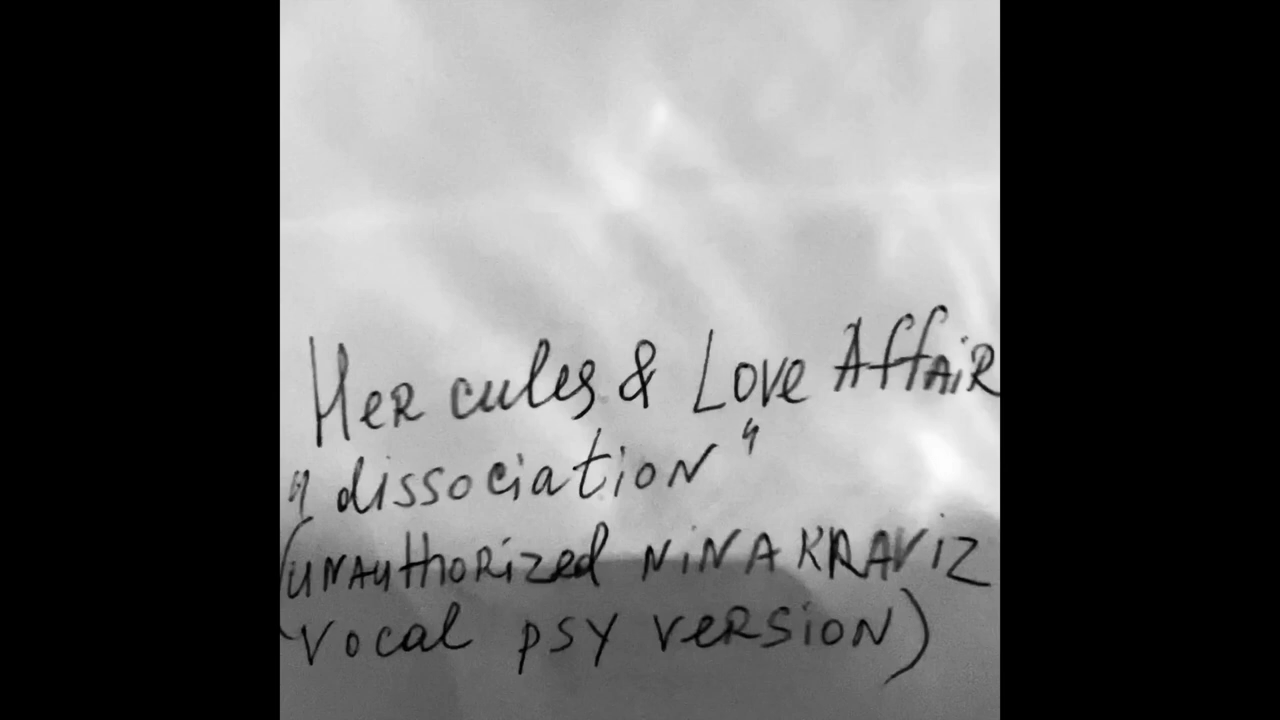 Hercules & Love Affair
"dissociation"
(unauthorized NINA KRAVIZ
vocal psy version)